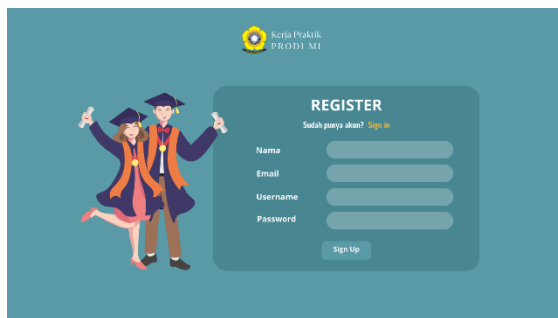 Kerja Praktik
PRODI MI
REGISTER
Sudah punya akun? Sign in
Nama
Email
Username
Password
Sign Up